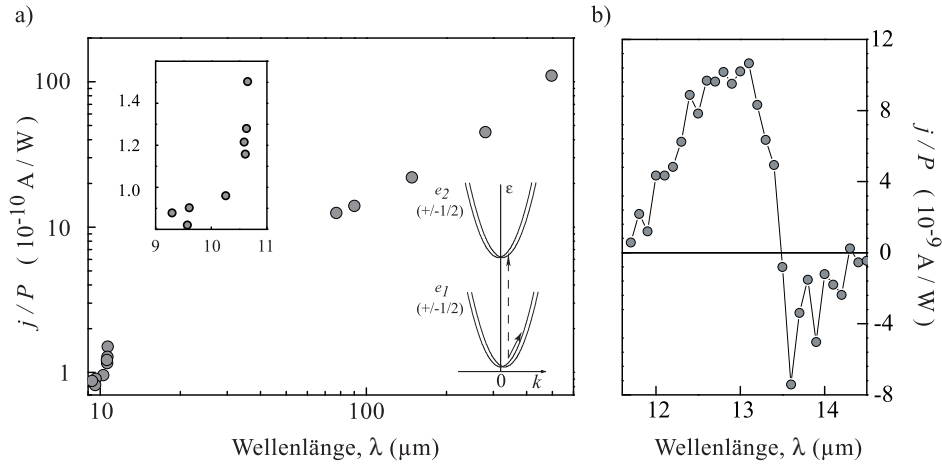 a)
b)
100
10
1
j / P ( 10⁻¹⁰ A / W )
1.4
1.2
1.0
9 10 11
e₂
(+/-1/2)
ε
e₁
(+/-1/2)
0 k
10 100
Wellenlänge, λ (µm)
12
8
4
0
-4
-8
j / P ( 10⁻⁹ A / W )
12 13 14
Wellenlänge, λ (µm)